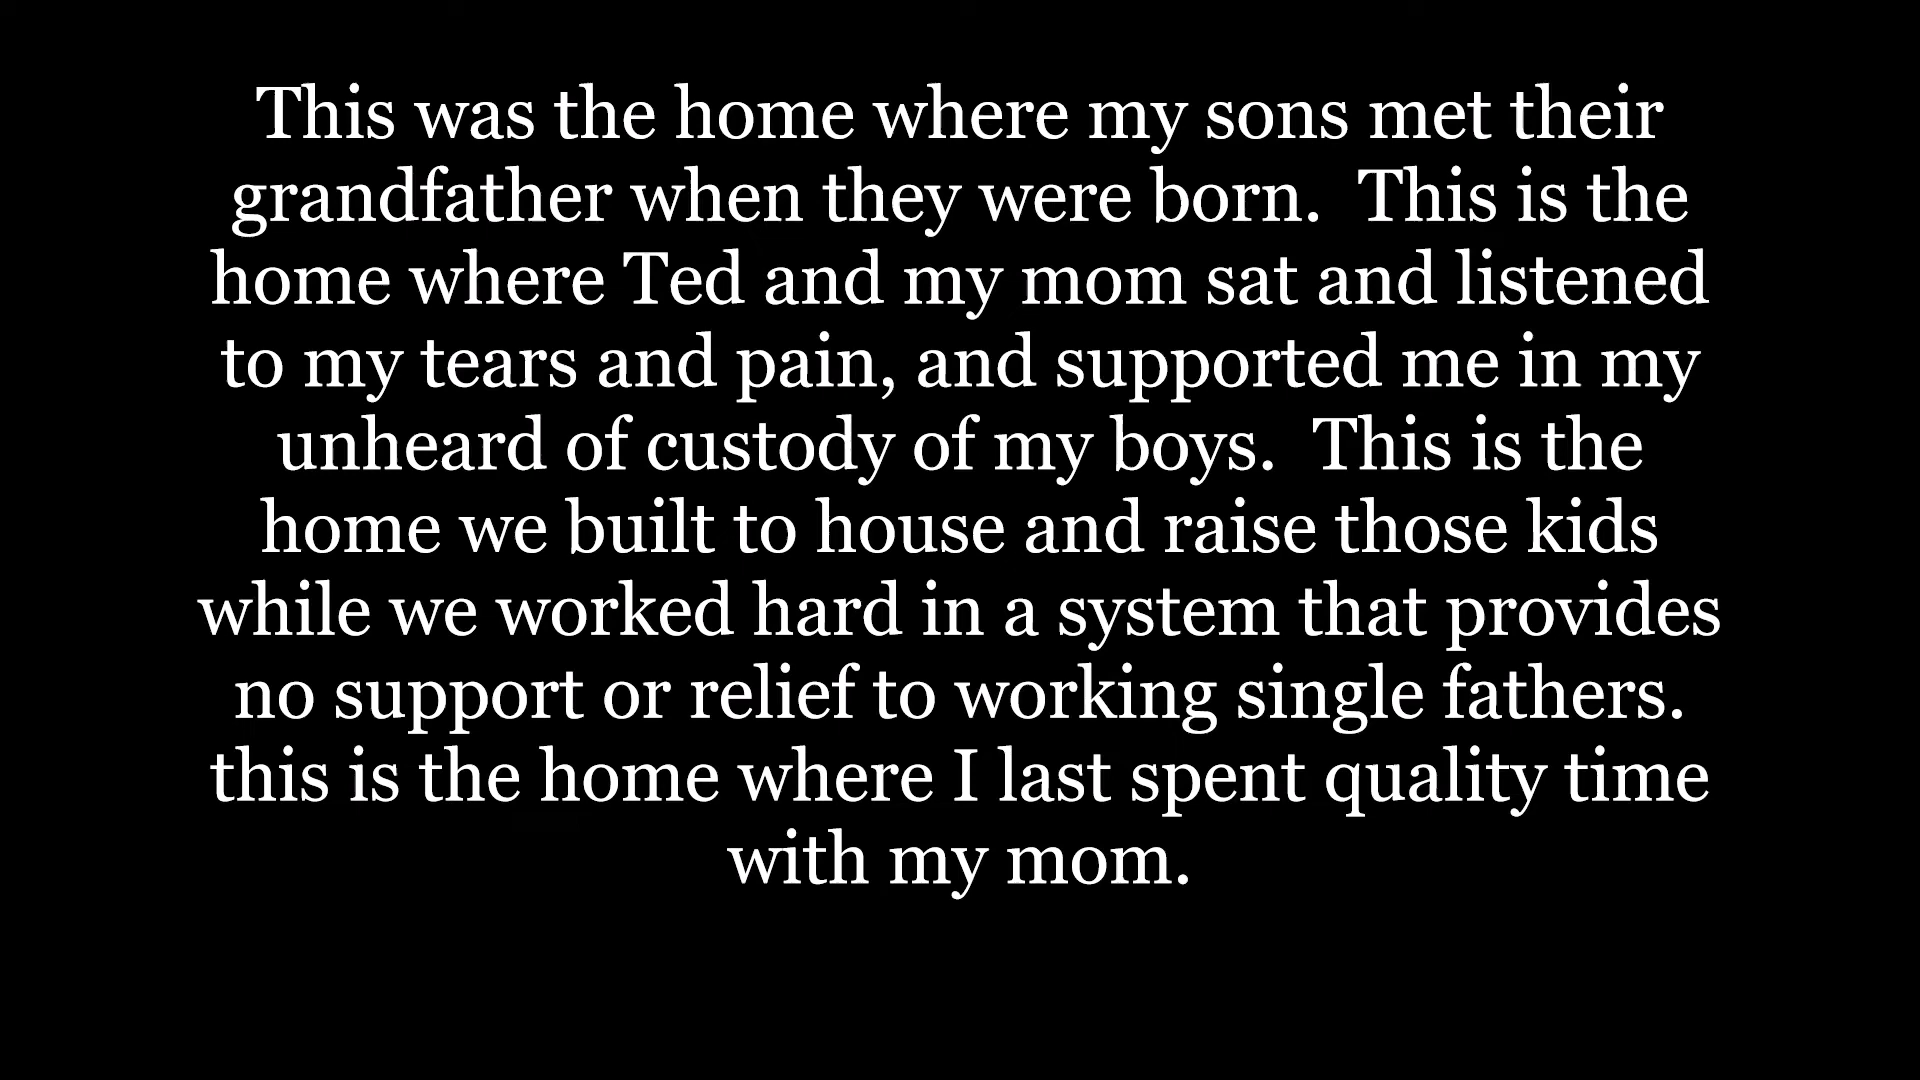 This was the home where my sons met their
grandfather when they were born.  This is the
home where Ted and my mom sat and listened
to my tears and pain, and supported me in my
unheard of custody of my boys.  This is the
home we built to house and raise those kids
while we worked hard in a system that provides
no support or relief to working single fathers.
this is the home where I last spent quality time
with my mom.